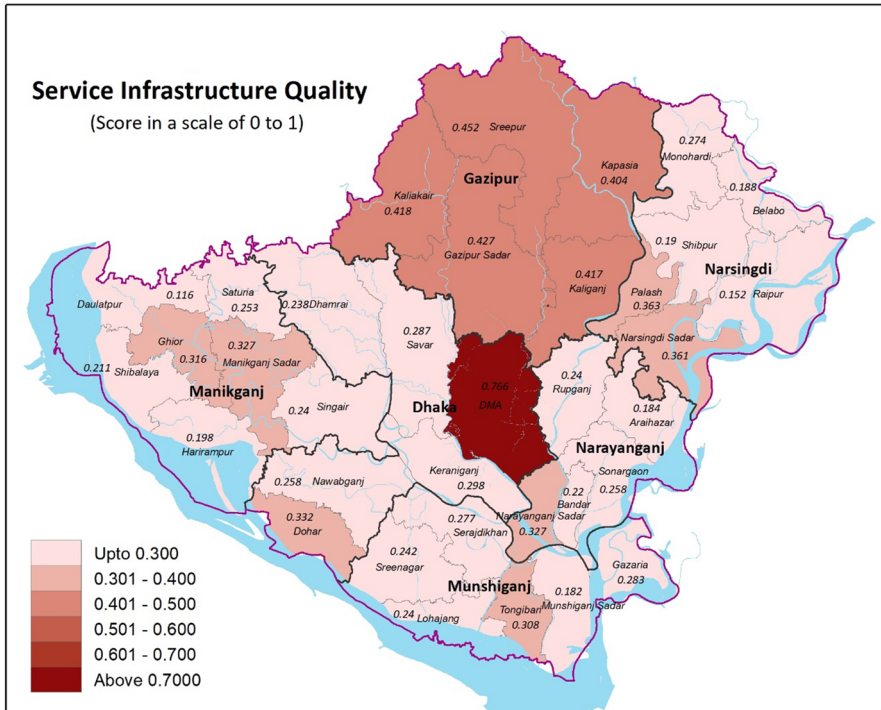 Service Infrastructure Quality
(Score in a scale of 0 to 1)
0.452 Sreepur
Kapasia
0.404
0.274
Monohardi
0.188
Belabo
Gazipur
Kaliakair
0.418
0.427
Gazipur Sadar
0.417
Kaliganj
0.19
Shibpur
Narsingdi
Palash
0.363
0.152 Raipur
Narsingdi Sadar
0.361
Daulatpur
0.116
Saturia
0.253
0.238 Dhamrai
0.287
Savar
Ghior
0.316
0.327
Manikganj Sadar
0.211
Shibalaya
Manikganj
0.24
Singair
0.198
Harirampur
Dhaka
0.766
DMA
0.24
Rupganj
0.184
Araihazar
Narayanganj
Sonargaon
0.258
0.22
Bandar
Narayanganj Sadar
0.327
Keraniganj
0.298
0.258
Nawabganj
0.332
Dohar
0.277
Serajdikhan
0.242
Sreenagar
Munshiganj
0.24
Lohajang
Tongibari
0.308
0.182
Munshiganj Sadar
Gazaria
0.283
Upto 0.300
0.301 - 0.400
0.401 - 0.500
0.501 - 0.600
0.601 - 0.700
Above 0.7000